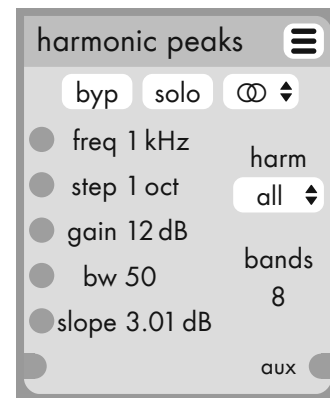 harmonic peaks
byp solo
freq 1 kHz
step 1 oct
gain 12 dB
bw 50
slope 3.01 dB
harm
all
bands
8
aux